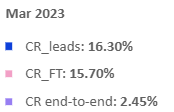 Mar 2023
CR_leads: 16.30%
CR_FT: 15.70%
CR end-to-end: 2.45%